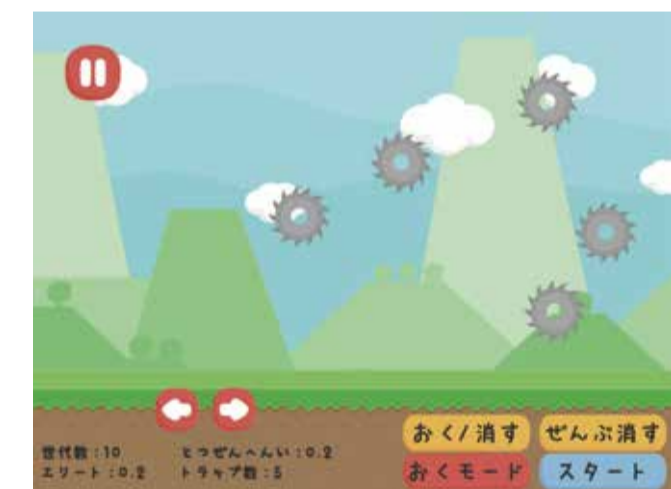 おく/消す ぜんぶ消す
世代数:10 とつぜんへんい:0.2
エリート:0.2 トラップ数:5
おくモード スタート